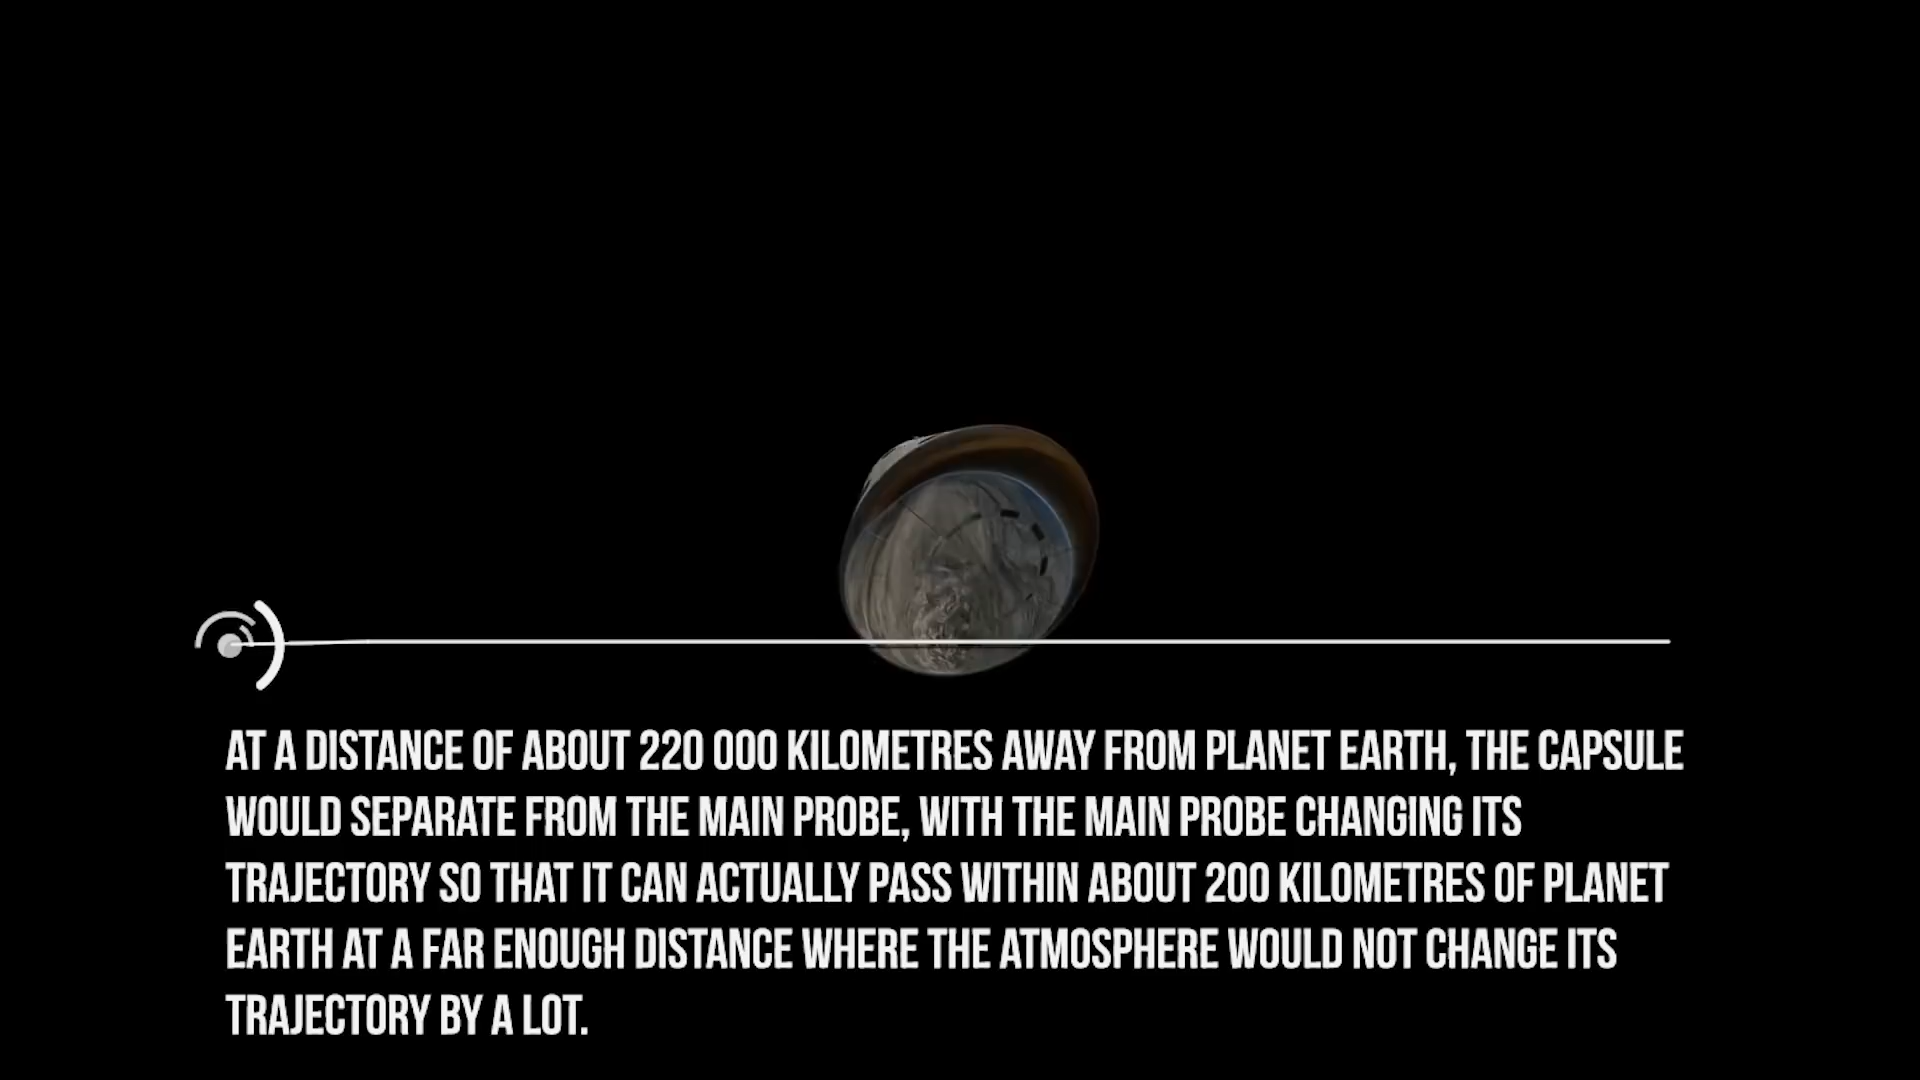 AT A DISTANCE OF ABOUT 220 000 KILOMETRES AWAY FROM PLANET EARTH, THE CAPSULE
WOULD SEPARATE FROM THE MAIN PROBE, WITH THE MAIN PROBE CHANGING ITS
TRAJECTORY SO THAT IT CAN ACTUALLY PASS WITHIN ABOUT 200 KILOMETRES OF PLANET
EARTH AT A FAR ENOUGH DISTANCE WHERE THE ATMOSPHERE WOULD NOT CHANGE ITS
TRAJECTORY BY A LOT.